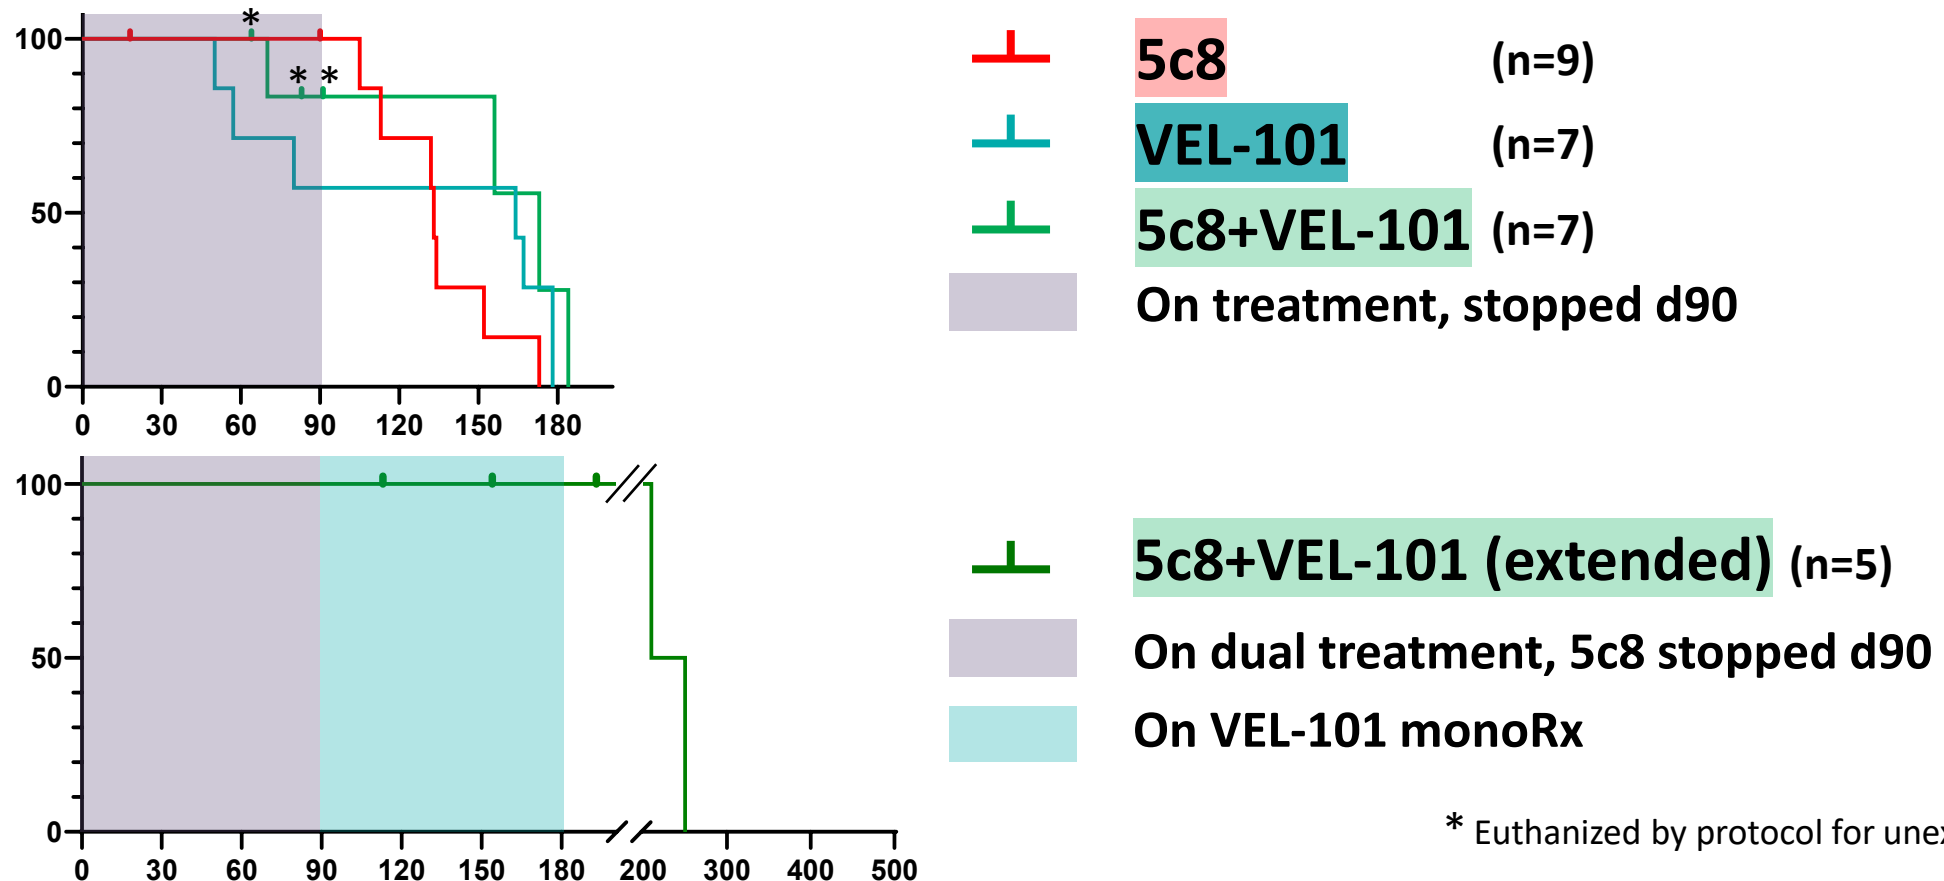 *
100
* *
50
0
0 30 60 90 120 150 180
5c8 (n=9)
VEL-101 (n=7)
5c8+VEL-101 (n=7)
On treatment, stopped d90
100
50
0
0 30 60 90 120 150 180 200 300 400 500
5c8+VEL-101 (extended) (n=5)
On dual treatment, 5c8 stopped d90
On VEL-101 monoRx
* Euthanized by protocol for